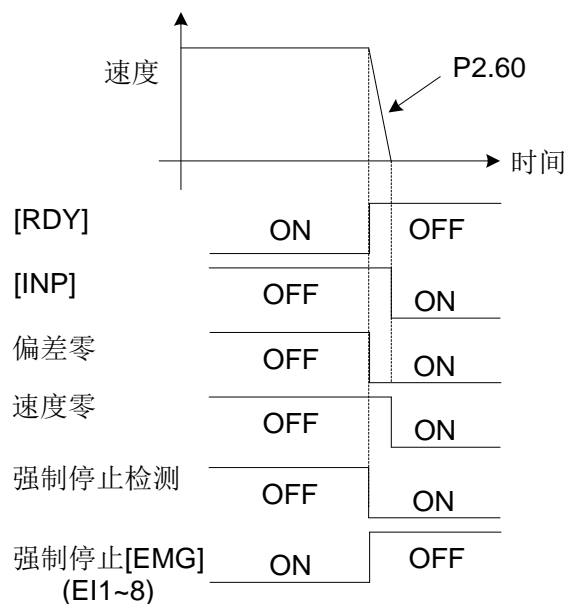 速度
P2.60
时间
[RDY]
ON
OFF
[INP]
OFF
ON
偏差零
OFF
ON
速度零
OFF
ON
强制停止检测
OFF
ON
强制停止[EMG]
(EI1~8)
ON
OFF